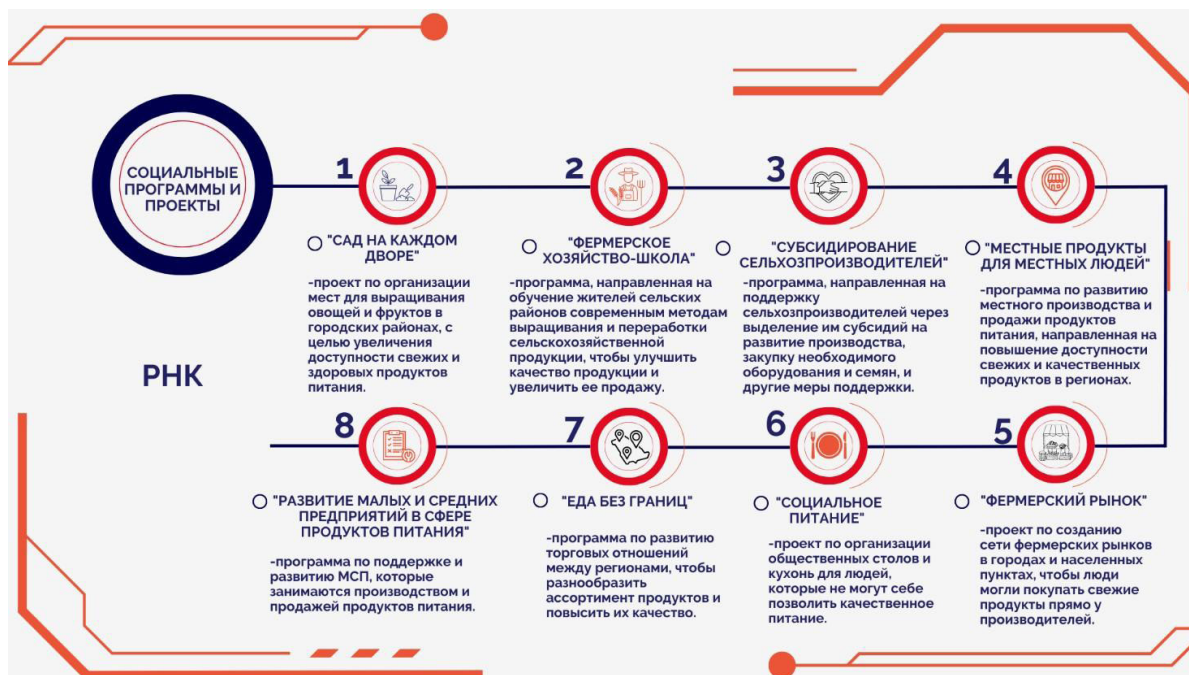 СОЦИАЛЬНЫЕ
ПРОГРАММЫ И
ПРОЕКТЫ
РНК
1
"САД НА КАЖДОМ
ДВОРЕ"
-проект по организации
мест для выращивания
овощей и фруктов в
городских районах, с
целью увеличения
доступности свежих и
здоровых продуктов
питания.
2
"ФЕРМЕРСКОЕ
ХОЗЯЙСТВО-ШКОЛА"
-программа, направленная на
обучение жителей сельских
районов современным методам
выращивания и переработки
сельскохозяйственной
продукции, чтобы улучшить
качество продукции и
увеличить ее продажу.
3
"СУБСИДИРОВАНИЕ
СЕЛЬХОЗПРОИЗВОДИТЕЛЕЙ"
-программа, направленная на
поддержку
сельхозпроизводителей через
выделение им субсидий на
развитие производства,
закупку необходимого
оборудования и семян, и
другие меры поддержки.
4
"МЕСТНЫЕ ПРОДУКТЫ
ДЛЯ МЕСТНЫХ ЛЮДЕЙ"
-программа по развитию
местного производства и
продажи продуктов
питания, направленная на
повышение доступности
свежих и качественных
продуктов в регионах.
5
"ФЕРМЕРСКИЙ РЫНОК"
-проект по созданию
сети фермерских рынков
в городах и населенных
пунктах, чтобы люди
могли покупать свежие
продукты прямо у
производителей.
6
"СОЦИАЛЬНОЕ
ПИТАНИЕ"
-проект по организации
общественных столов и
кухонь для людей,
которые не могут себе
позволить качественное
питание.
7
"ЕДА БЕЗ ГРАНИЦ"
-программа по развитию
торговых отношений
между регионами, чтобы
разнообразить
ассортимент продуктов и
повысить их качество.
8
"РАЗВИТИЕ МАЛЫХ И СРЕДНИХ
ПРЕДПРИЯТИЙ В СФЕРЕ
ПРОДУКТОВ ПИТАНИЯ"
-программа по поддержке и
развитию МСП, которые
занимаются производством и
продажей продуктов питания.